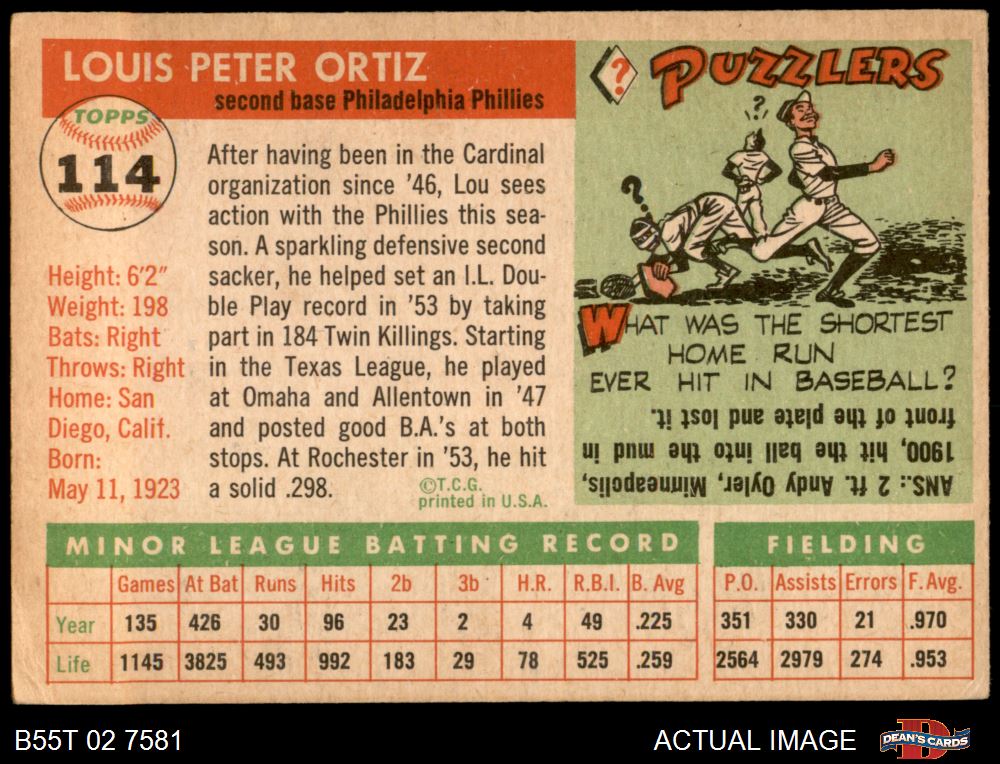 LOUIS PETER ORTIZ
second base Philadelphia Phillies
TOPPS
114
Height: 6'2"
Weight: 198
Bats: Right
Throws: Right
Home: San
Diego, Calif.
Born:
May 11, 1923
After having been in the Cardinal
organization since '46, Lou sees
action with the Phillies this sea-
son. A sparkling defensive second
sacker, he helped set an I.L. Dou-
ble Play record in '53 by taking
part in 184 Twin Killings. Starting
in the Texas League, he played
at Omaha and Allentown in '47
and posted good B.A.'s at both
stops. At Rochester in '53, he hit
a solid .298.
©T.C.G.
printed in U.S.A.
?
PUZZLERS
?
?
WHAT WAS THE SHORTEST
HOME RUN
EVER HIT IN BASEBALL?
ANS.: 2 ft. Andy Oyler, Minneapolis,
1900, hit the ball into the mud in
front of the plate and lost it.
MINOR LEAGUE BATTING RECORD
Games At Bat Runs Hits 2b 3b H.R. R.B.I. B. Avg
Year 135 426 30 96 23 2 4 49 .225
Life 1145 3825 493 992 183 29 78 525 .259
FIELDING
P.O. Assists Errors F. Avg.
351 330 21 .970
2564 2979 274 .953
B55T 02 7581
ACTUAL IMAGE
D
DEAN'S CARDS